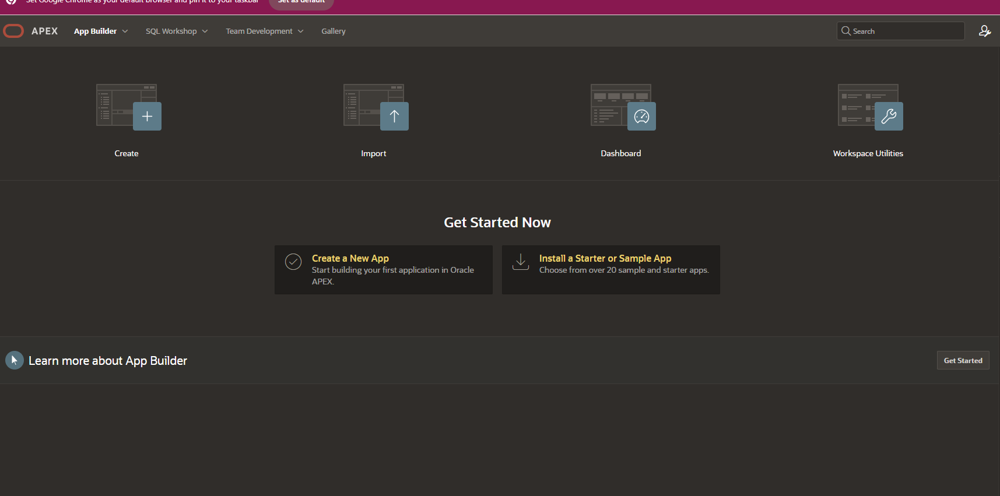 Set Google Chrome as your default browser and pin it to your taskbar Set as default
APEX App Builder SQL Workshop Team Development Gallery Search
Create Import Dashboard Workspace Utilities
Get Started Now
Create a New App
Start building your first application in Oracle
APEX.
Install a Starter or Sample App
Choose from over 20 sample and starter apps.
Learn more about App Builder Get Started